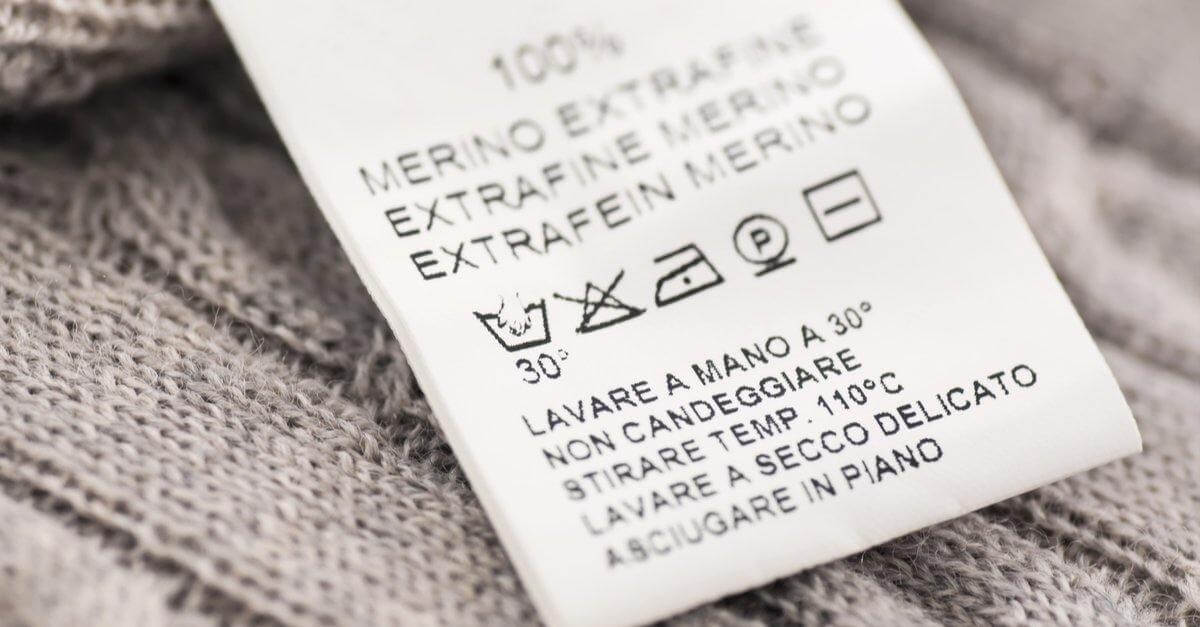 100%
MERINO EXTRAFINE
EXTRAFINE MERINO
EXTRAFEIN MERINO
P
30°
LAVARE A MANO A 30°
NON CANDEGGIARE
STIRARE TEMP. 110°C
LAVARE A SECCO DELICATO
ASCIUGARE IN PIANO